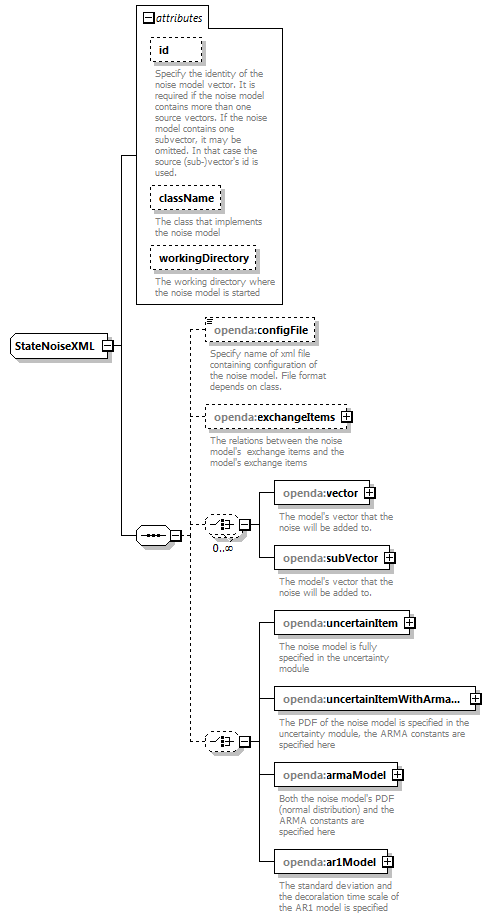 attributes
id
Specify the identity of the
noise model vector. It is
required if the noise model
contains more than one
source vectors. If the noise
model contains one
subvector, it may be
omitted. In that case the
source (sub-)vector's id is
used.
className
The class that implements
the noise model
workingDirectory
The working directory where
the noise model is started
StateNoiseXML
openda:configFile
Specify name of xml file
containing configuration of
the noise model. File format
depends on class.
openda:exchangeItems
The relations between the noise
model's exchange items and the
model's exchange items
0..∞
openda:vector
The model's vector that the
noise will be added to.
openda:subVector
The model's vector that the
noise will be added to.
openda:uncertainItem
The noise model is fully
specified in the uncertainty
module
openda:uncertainItemWithArma...
The PDF of the noise model is specified in the
uncertainty module, the ARMA constants are
specified here
openda:armaModel
Both the noise model's PDF
(normal distribution) and the
ARMA constants are
specified here
openda:ar1Model
The standard deviation and
the decoralation time scale of
the AR1 model is specified